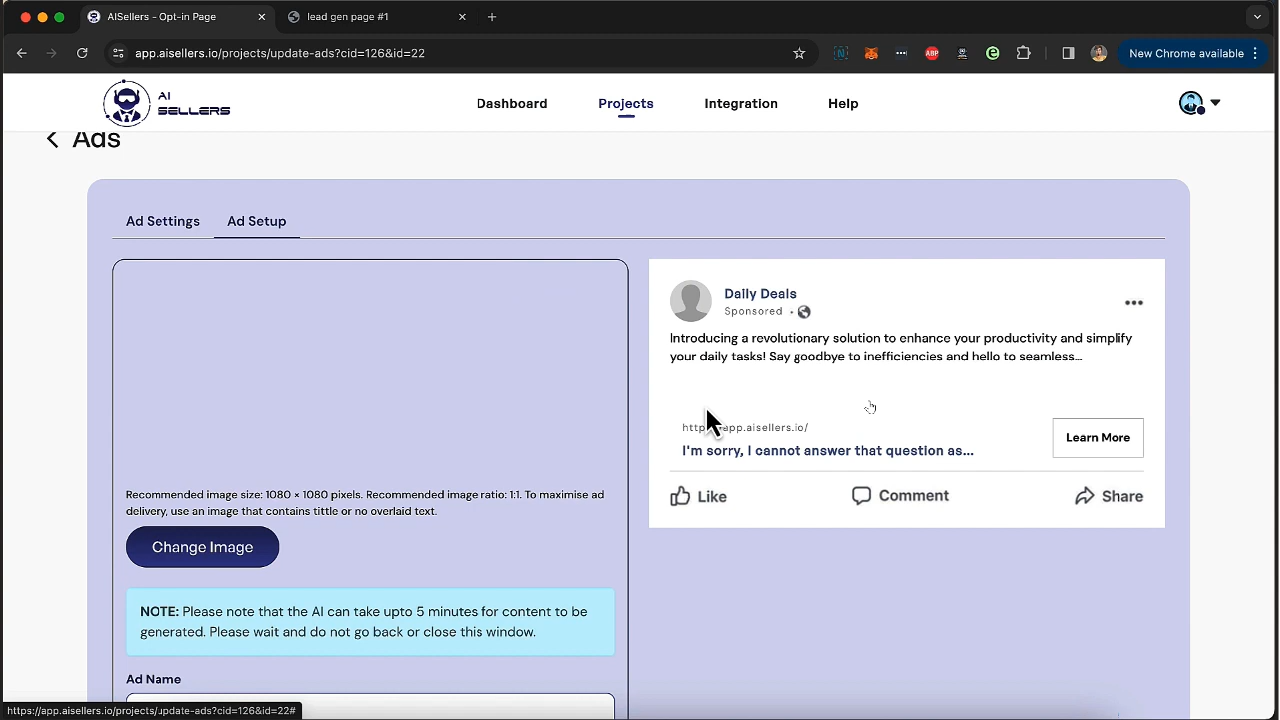 AISellers - Opt-in Page
lead gen page #1
app.aisellers.io/projects/update-ads?cid=126&id=22
ABP
New Chrome available
AI
SELLERS
Dashboard
Projects
Integration
Help
Ads
Ad Settings
Ad Setup
Daily Deals
Sponsored
Introducing a revolutionary solution to enhance your productivity and simplify
your daily tasks! Say goodbye to inefficiencies and hello to seamless...
http app.aisellers.io/
I'm sorry, I cannot answer that question as...
Learn More
Like
Comment
Share
Recommended image size: 1080 × 1080 pixels. Recommended image ratio: 1:1. To maximise ad
delivery, use an image that contains tittle or no overlaid text.
Change Image
NOTE: Please note that the AI can take upto 5 minutes for content to be
generated. Please wait and do not go back or close this window.
Ad Name
https://app.aisellers.io/projects/update-ads?cid=126&id=22#